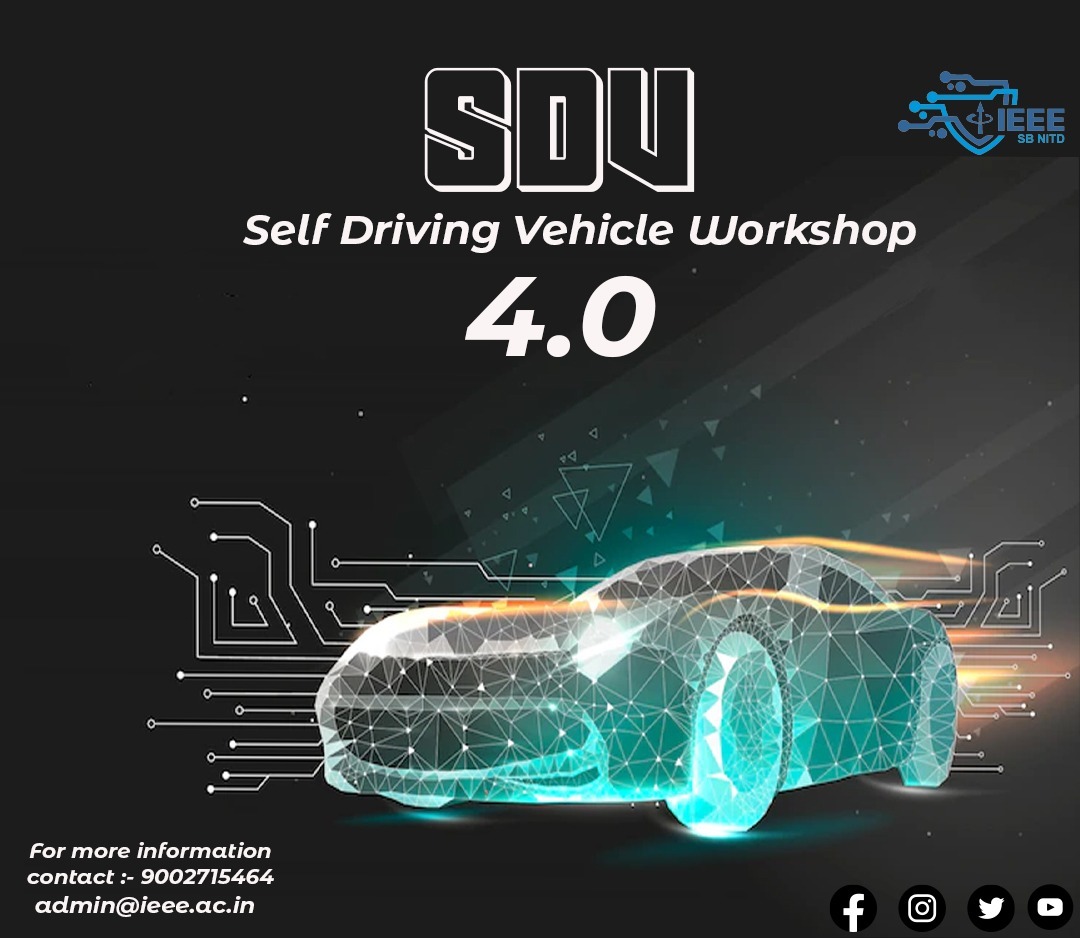 SDV
IEEE
SB NITD
Self Driving Vehicle Workshop
4.0
For more information
contact :- 9002715464
admin@ieee.ac.in